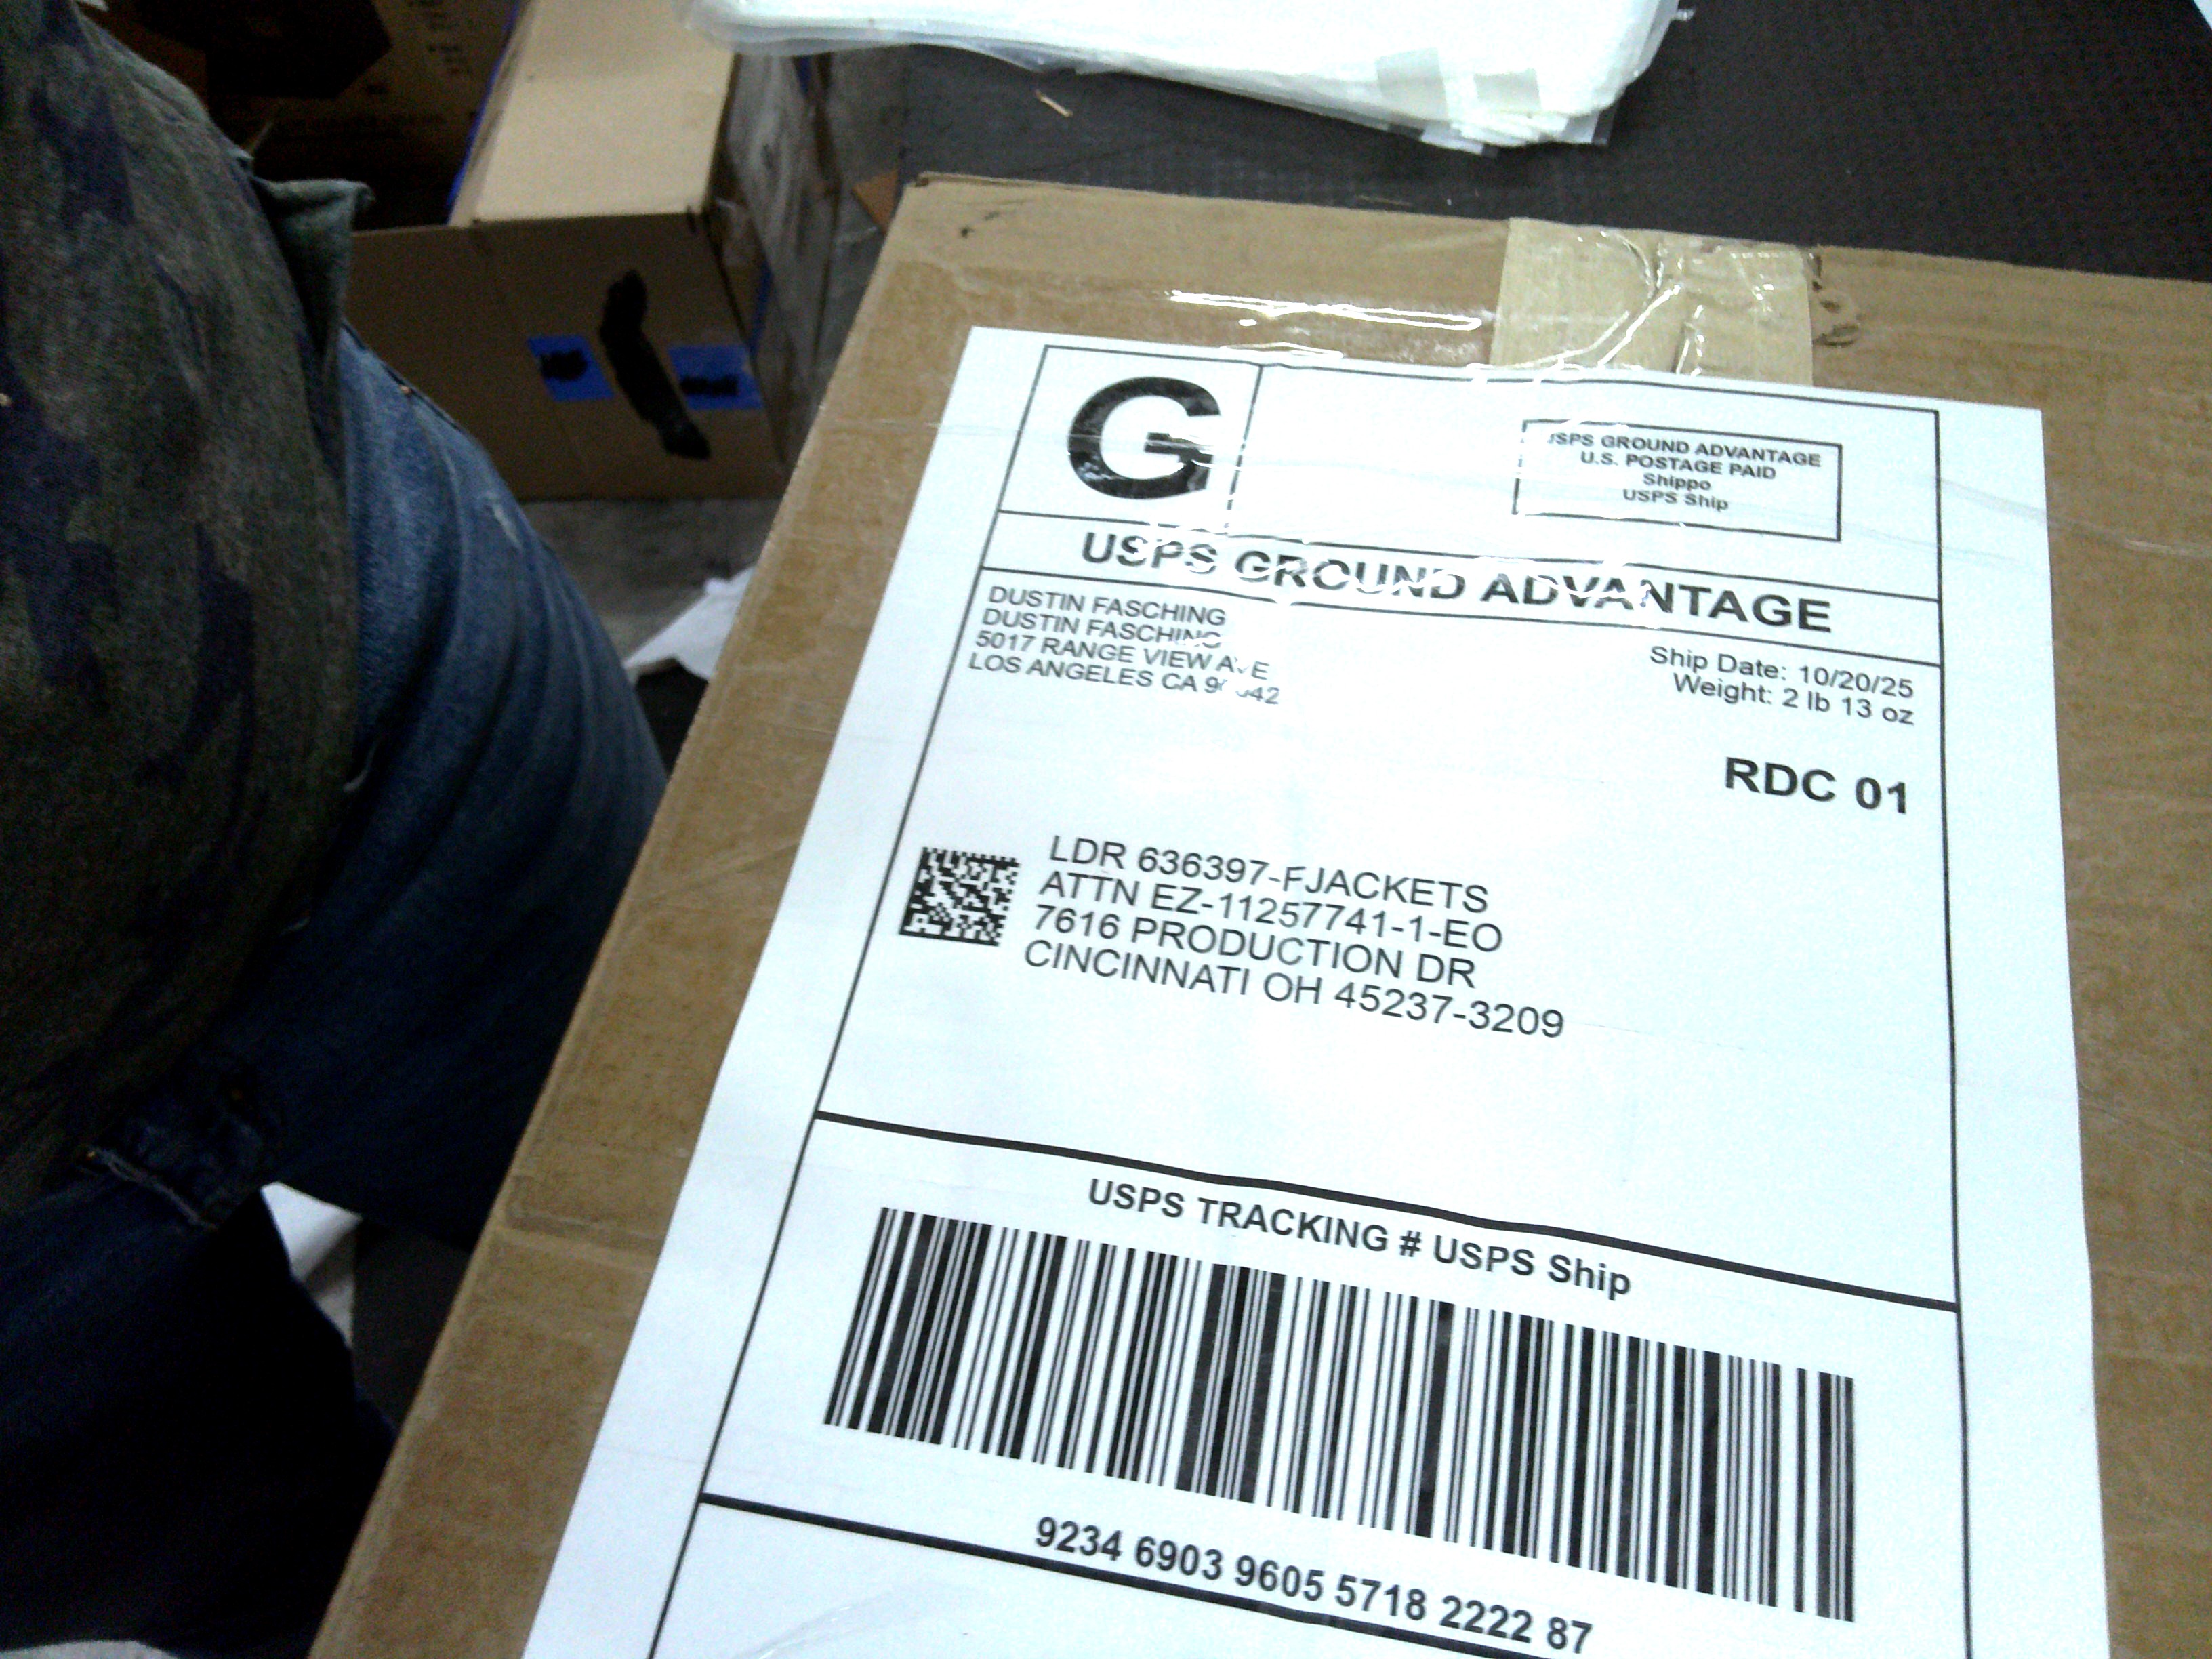 G
USPS GROUND ADVANTAGE
U.S. POSTAGE PAID
Shippo
USPS Ship
USPS GROUND ADVANTAGE
DUSTIN FASCHING
DUSTIN FASCHING
5017 RANGE VIEW AVE
LOS ANGELES CA
Ship Date: 10/20/25
Weight: 2 lb 13 oz
RDC 01
LDR 636397-FJACKETS
ATTN EZ-11257741-1-EO
7616 PRODUCTION DR
CINCINNATI OH 45237-3209
USPS TRACKING # USPS Ship
9234 6903 9605 5718 2222 87